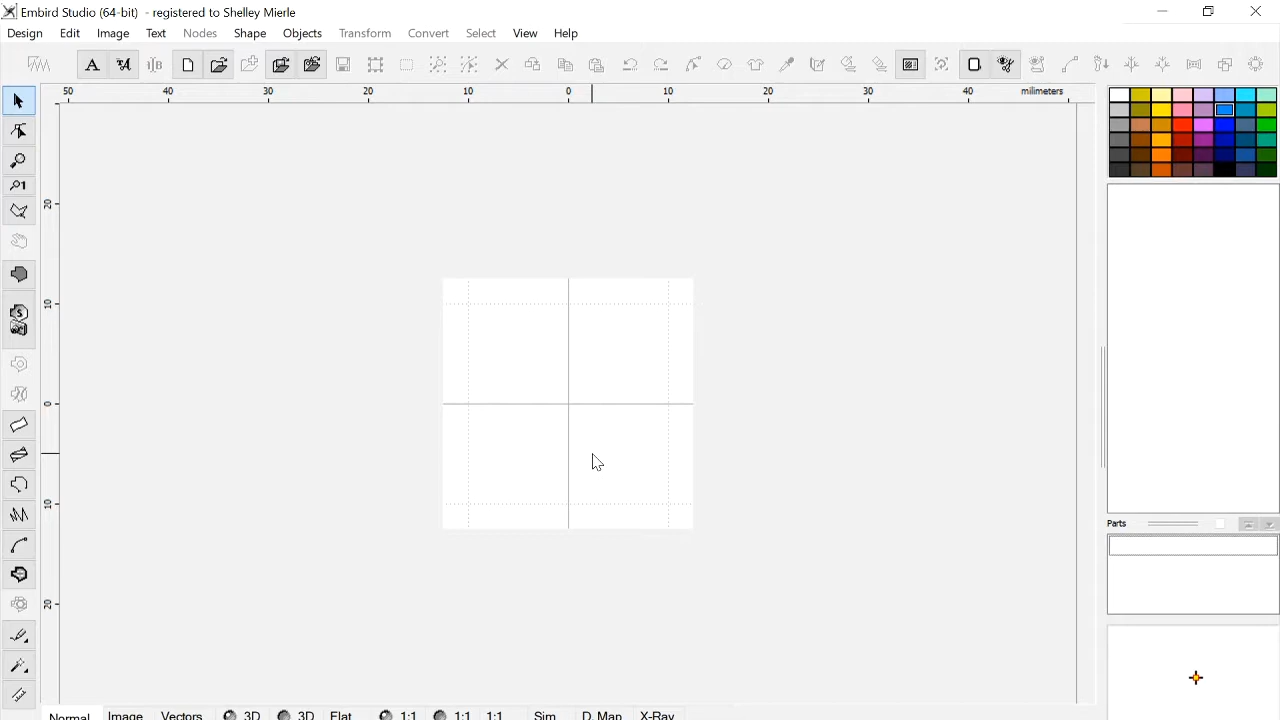 Embird Studio (64-bit) - registered to Shelley Mierle
Design Edit Image Text Nodes Shape Objects Transform Convert Select View Help
50 40 30 20 10 0 10 20 30 40 milimeters
20
10
0
10
20
Parts
Normal Image Vectors 3D 3D Flat 1:1 1:1 1:1 Sim D. Map X-Ray